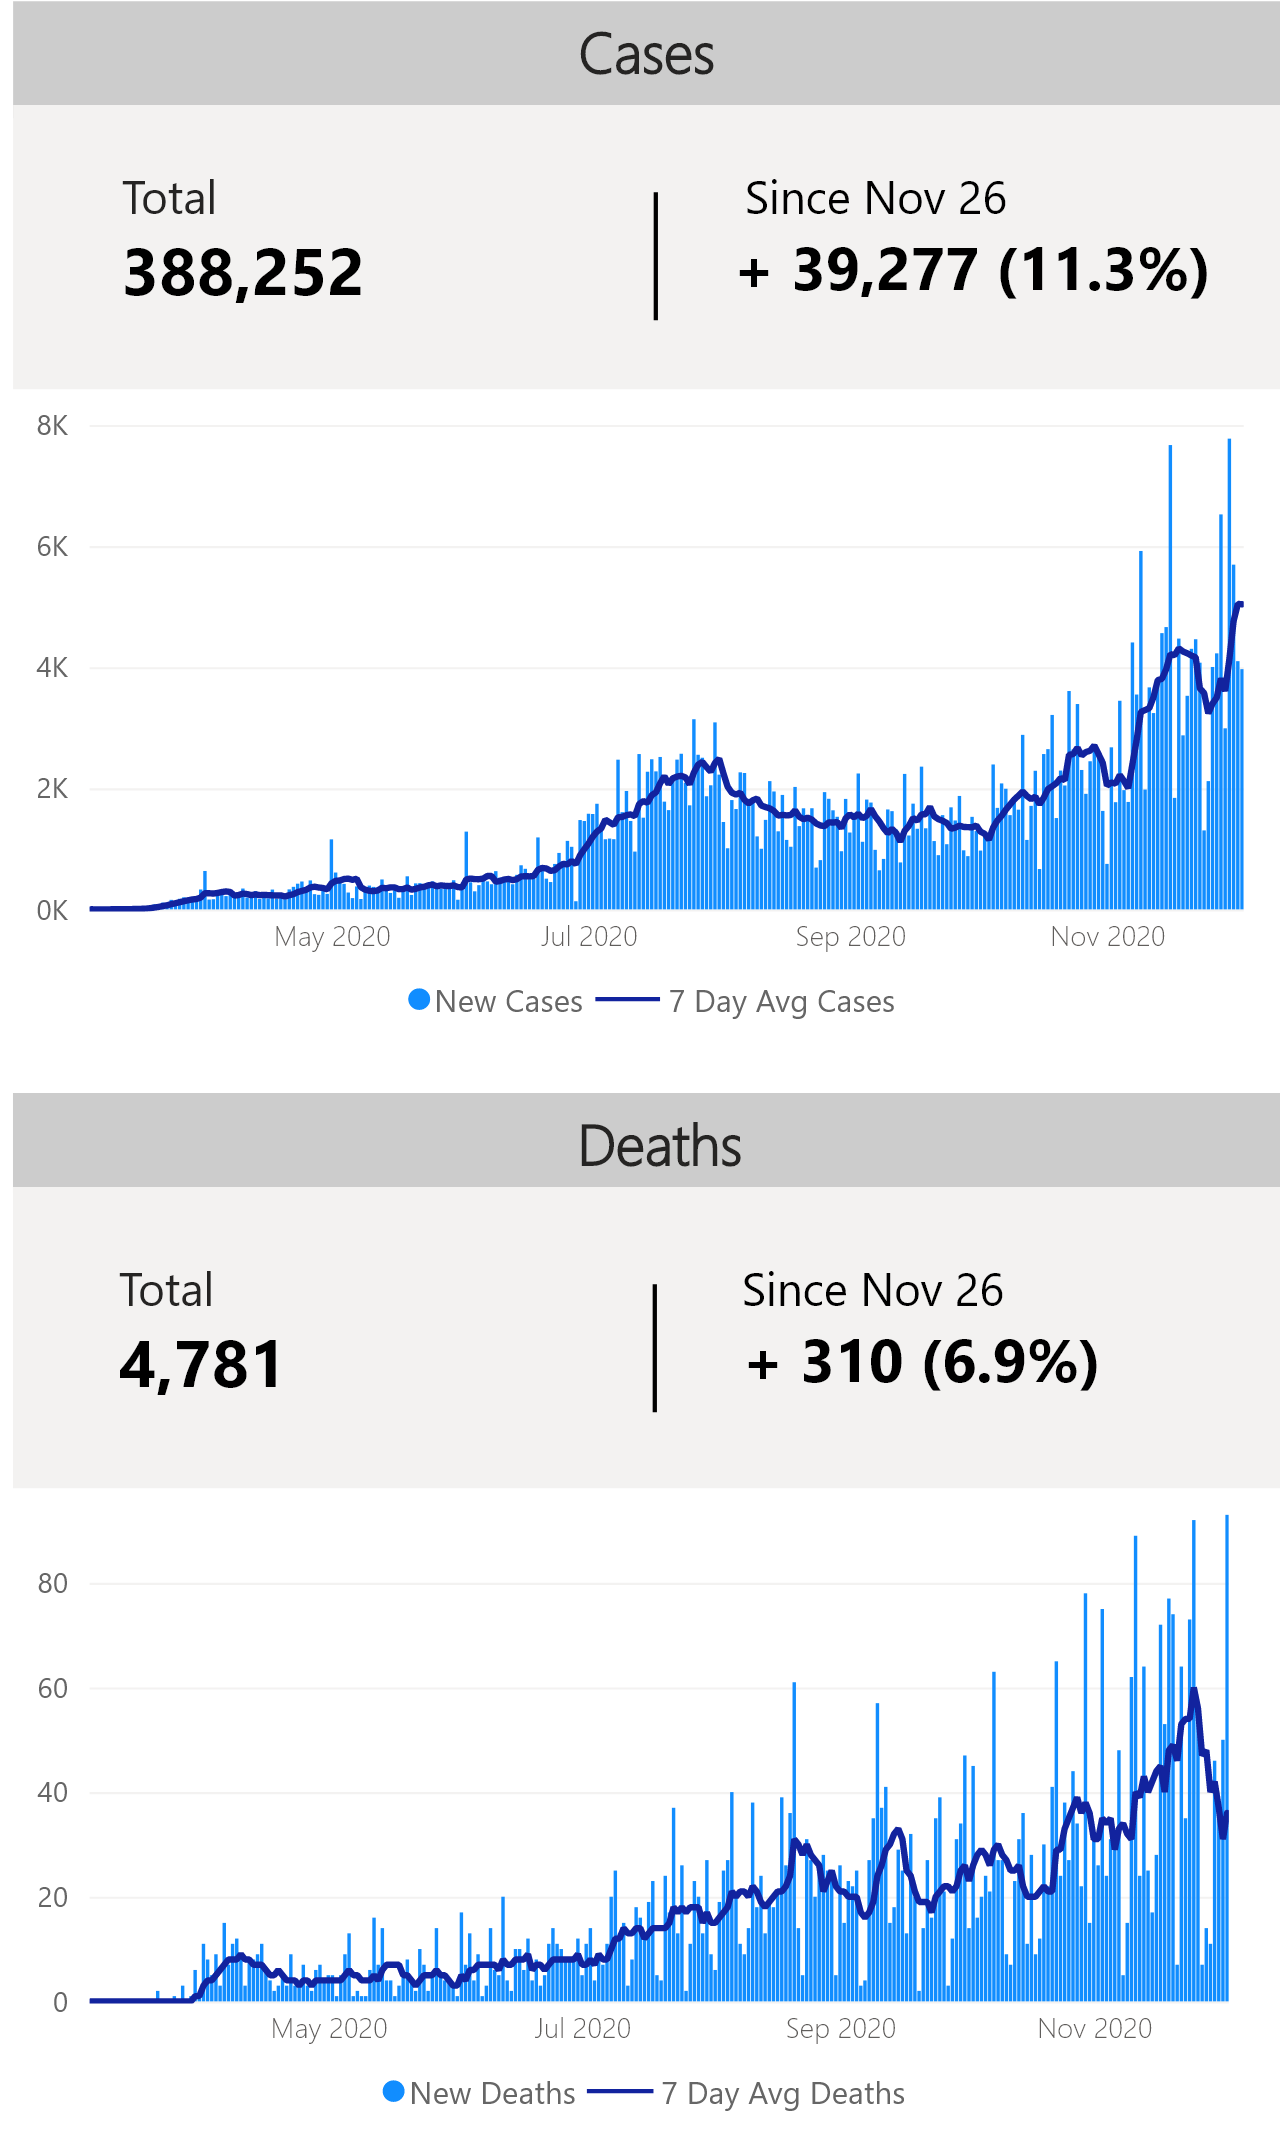 Cases
Total
Since Nov 26
388,252
+ 39,277 (11.3%)
8K
6K
4K
2K
0K
May 2020
Jul 2020
Sep 2020
Nov 2020
New Cases
7 Day Avg Cases
Deaths
Total
Since Nov 26
4,781
+ 310 (6.9%)
80
60
40
20
0
May 2020
Jul 2020
Sep 2020
Nov 2020
New Deaths
7 Day Avg Deaths